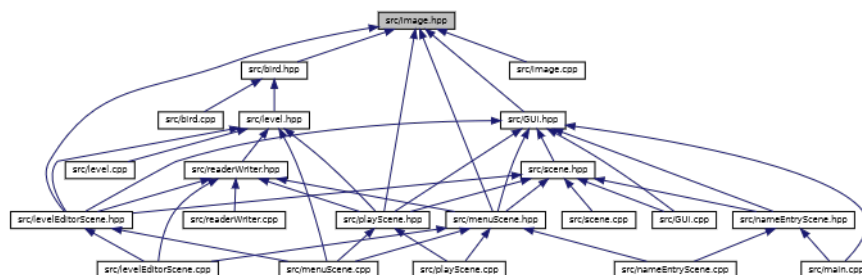 src/image.hpp
src/bird.hpp
src/image.cpp
src/bird.cpp
src/level.hpp
src/GUI.hpp
src/level.cpp
src/readerWriter.hpp
src/scene.hpp
src/levelEditorScene.hpp
src/readerWriter.cpp
src/playScene.hpp
src/menuScene.hpp
src/scene.cpp
src/GUI.cpp
src/nameEntryScene.hpp
src/levelEditorScene.cpp
src/menuScene.cpp
src/playScene.cpp
src/nameEntryScene.cpp
src/main.cpp